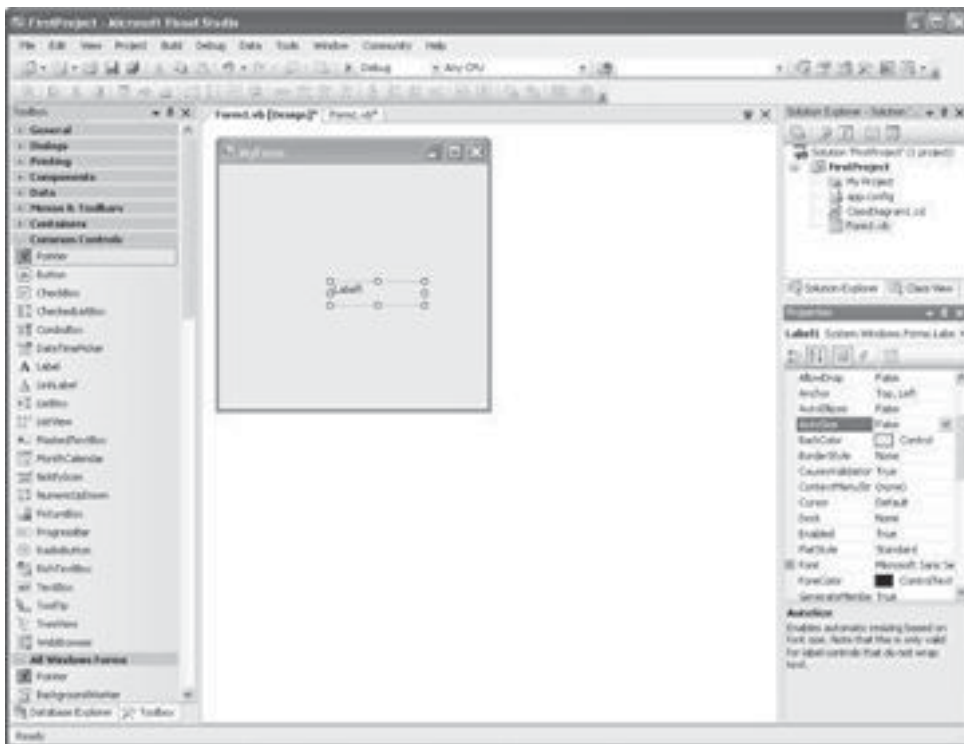 FirstProject - Microsoft Visual Studio
File Edit View Project Build Debug Data Tools Window Community Help
Debug Any CPU
Toolbox
General
Dialogs
Printing
Components
Data
Menus & Toolbars
Containers
Common Controls
Pointer
Button
CheckBox
CheckedListBox
ComboBox
DateTimePicker
A Label
A LinkLabel
ListBox
ListView
MaskedTextBox
MonthCalendar
NotifyIcon
NumericUpDown
PictureBox
ProgressBar
RadioButton
RichTextBox
TextBox
ToolTip
TreeView
WebBrowser
All Windows Forms
Pointer
BackgroundWorker
Database Explorer Toolbox
Ready
Form1.vb [Design]* Form1.vb*
MyForm
Label1
Solution Explorer - Solution '...
Solution 'FirstProject' (1 project)
FirstProject
My Project
app.config
ClassDiagram1.cd
Form1.vb
Solution Explorer Class View
Properties
Label1 System.Windows.Forms.Labe
AllowDrop False
Anchor Top, Left
AutoEllipse False
AutoSize False
BackColor Control
BorderStyle None
CausesValidation True
ContextMenuStr (none)
Cursor Default
Dock None
Enabled True
FlatStyle Standard
Font Microsoft Sans Se
ForeColor ControlText
GenerateMember True
AutoSize
Enables automatic resizing based on
font size. Note that this is only valid
for label controls that do not wrap
text.